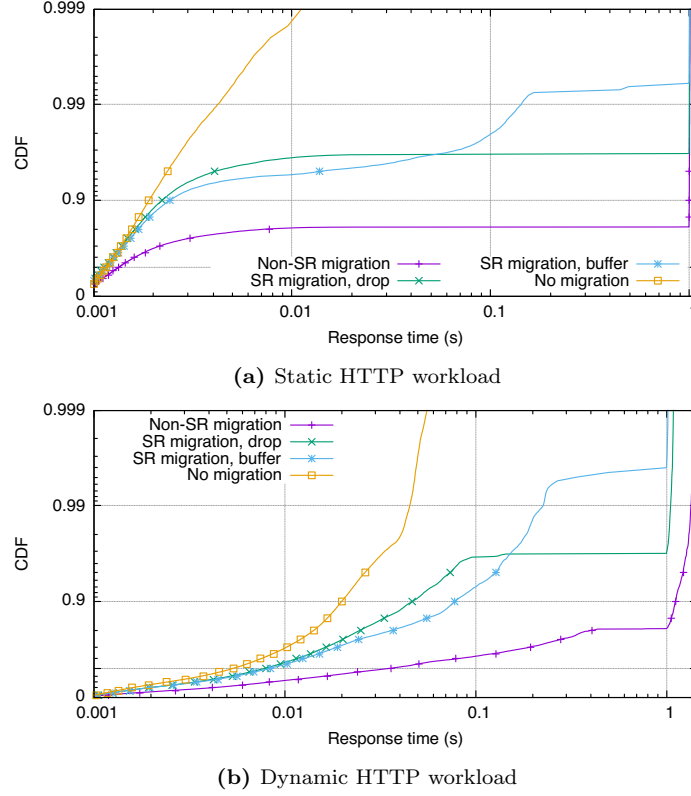 0.999
0.99
0.9
0
CDF
Non-SR migration
SR migration, drop
SR migration, buffer
No migration
0.001
0.01
0.1
1
Response time (s)
(a) Static HTTP workload
0.999
0.99
0.9
0
CDF
Non-SR migration
SR migration, drop
SR migration, buffer
No migration
0.001
0.01
0.1
1
Response time (s)
(b) Dynamic HTTP workload